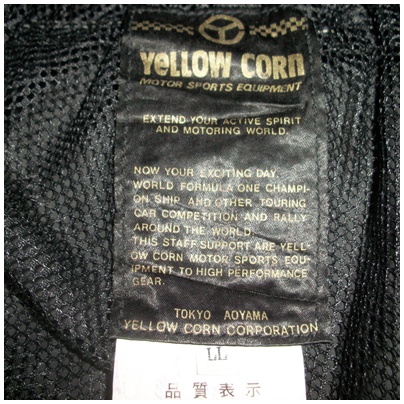 YeLLOW CORN
MOTOR SPORTS EQUIPMENT
EXTEND YOUR ACTIVE SPIRIT
AND MOTORING WORLD.
NOW YOUR EXCITING DAY.
WORLD FORMULA ONE CHAMPI-
ON SHIP AND OTHER TOURING
CAR COMPETITION AND RALLY
AROUND THE WORLD.
THIS STAFF SUPPORT ARE YELL-
OW CORN MOTOR SPORTS EQU-
IPMENT TO HIGH PERFORMANCE
GEAR.
TOKYO AOYAMA
YELLOW CORN CORPORATION
LL
品質表示